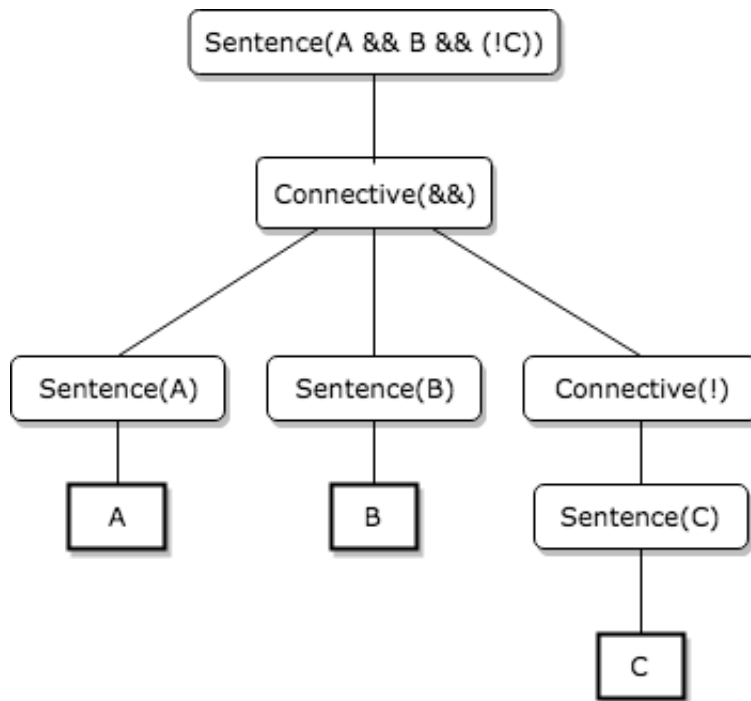 Sentence(A && B && (!C))
Connective(&&)
Sentence(A)
Sentence(B)
Connective(!)
A
B
Sentence(C)
C